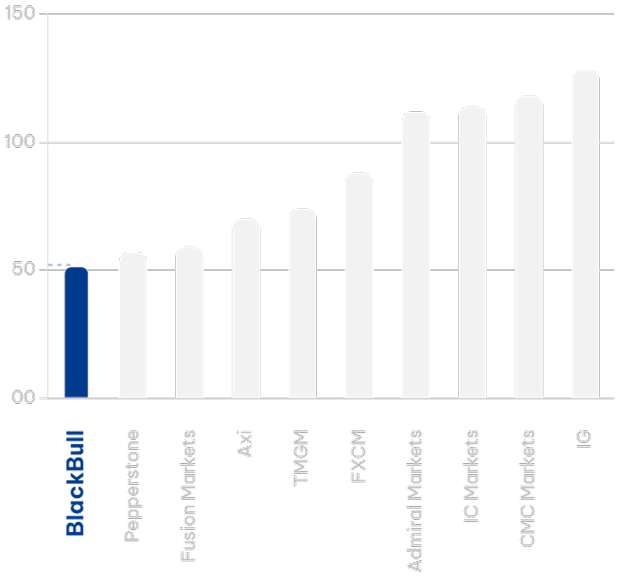 150
100
50
00
BlackBull
Pepperstone
Fusion Markets
Axi
TMGM
FXCM
Admiral Markets
IC Markets
CMC Markets
IG